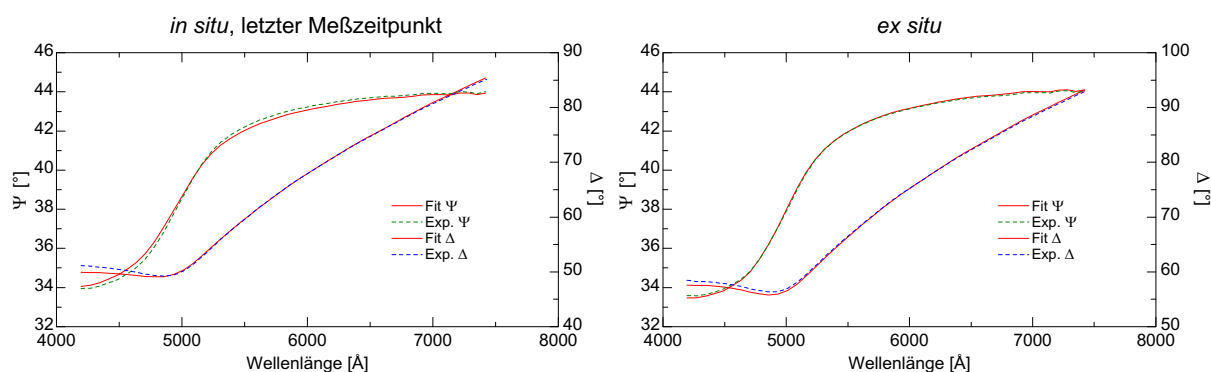 in situ, letzter Meßzeitpunkt
46
44
42
40
38
36
34
32
Ψ [°]
90
80
70
60
50
40
Δ [°]
Fit Ψ
Exp. Ψ
Fit Δ
Exp. Δ
4000 5000 6000 7000 8000
Wellenlänge [Å]
ex situ
46
44
42
40
38
36
34
32
Ψ [°]
100
90
80
70
60
50
Δ [°]
Fit Ψ
Exp. Ψ
Fit Δ
Exp. Δ
4000 5000 6000 7000 8000
Wellenlänge [Å]